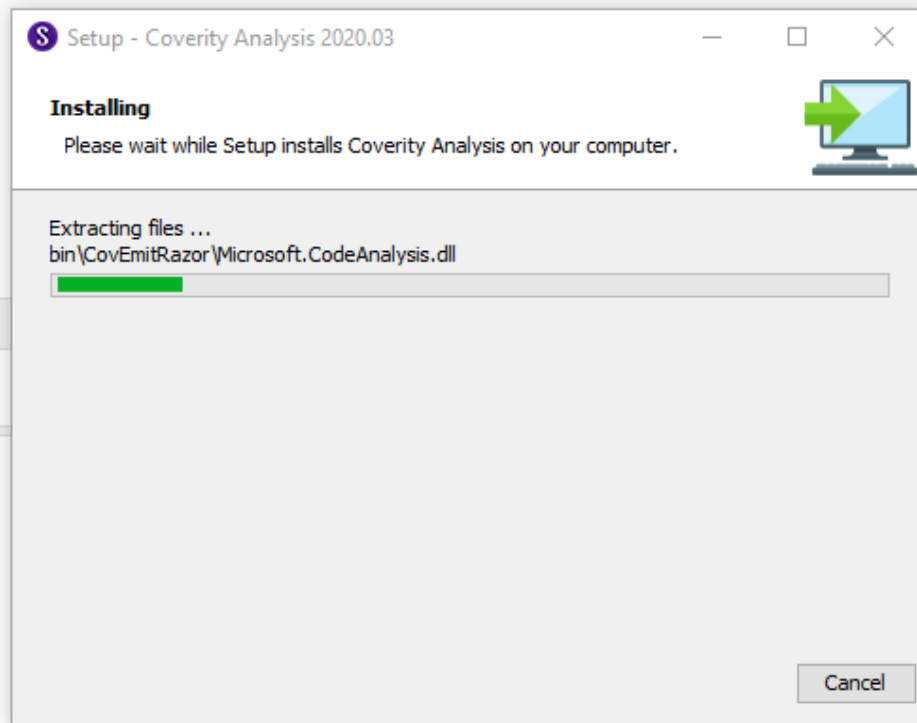 S Setup - Coverity Analysis 2020.03
Installing
Please wait while Setup installs Coverity Analysis on your computer.
Extracting files ...
bin\CovEmitRazor\Microsoft.CodeAnalysis.dll
Cancel